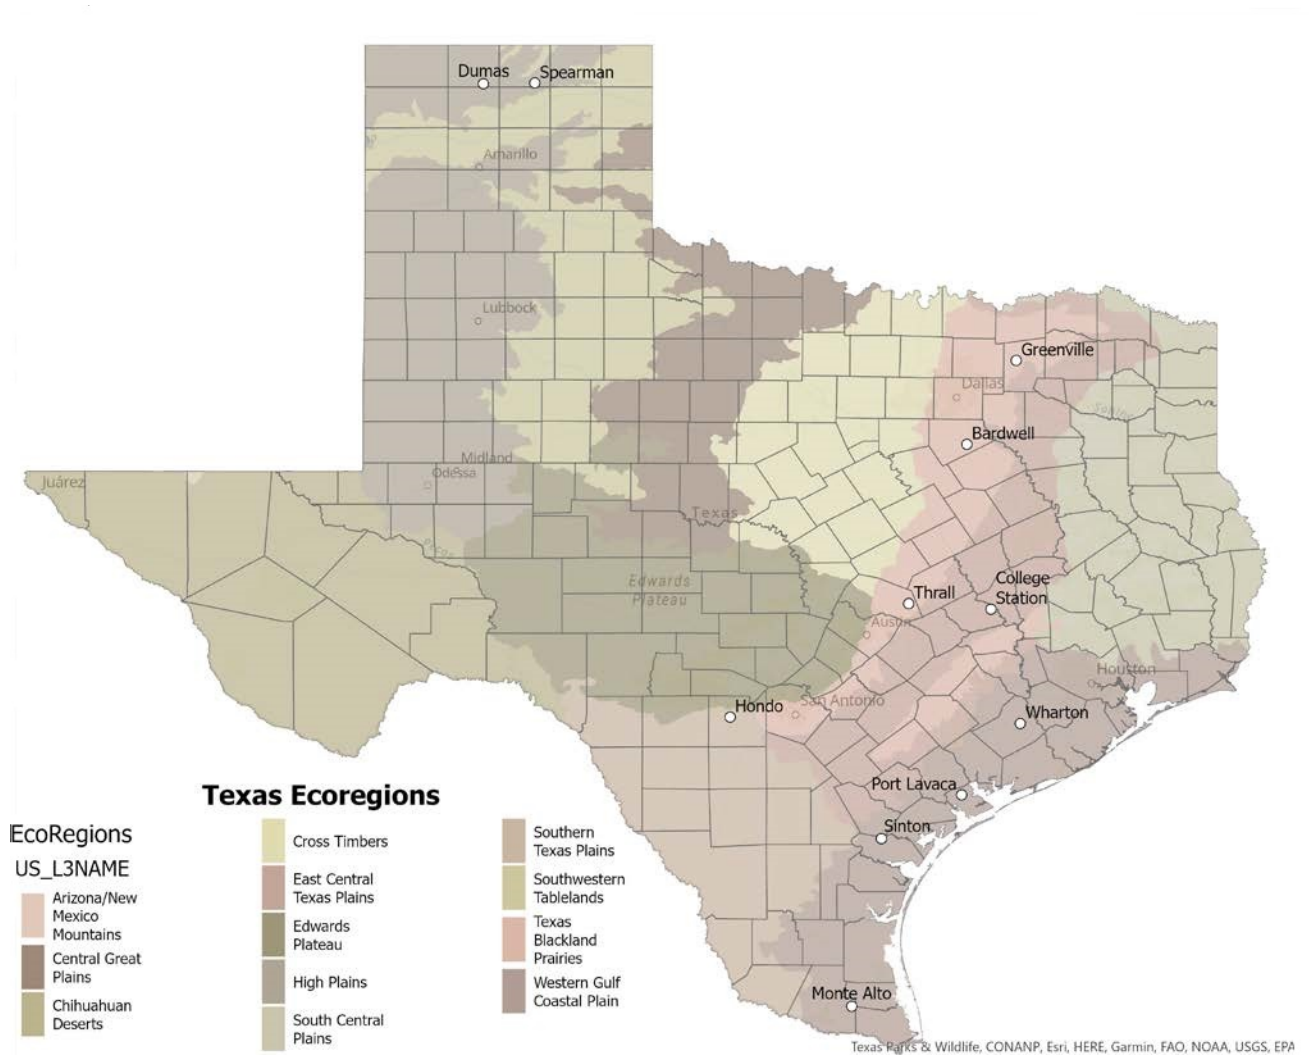 Dumas
Spearman
Amarillo
Lubbock
Greenville
Dallas
Sabine
Bardwell
Midland
Odessa
Juárez
Texas
Pecos
Edwards
Plateau
College
Station
Thrall
Austin
Houston
Hondo
San Antonio
Wharton
Port Lavaca
Sinton
Monte Alto
Texas Ecoregions
EcoRegions
US_L3NAME
Arizona/New
Mexico
Mountains
Central Great
Plains
Chihuahuan
Deserts
Cross Timbers
East Central
Texas Plains
Edwards
Plateau
High Plains
South Central
Plains
Southern
Texas Plains
Southwestern
Tablelands
Texas
Blackland
Prairies
Western Gulf
Coastal Plain
Texas Parks & Wildlife, CONANP, Esri, HERE, Garmin, FAO, NOAA, USGS, EPA